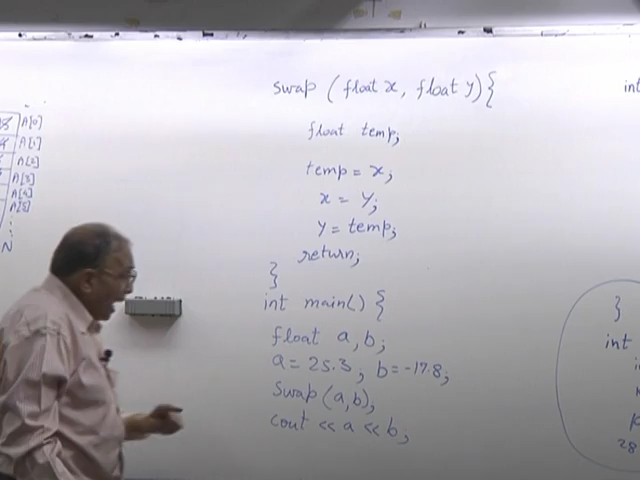 A[0]
A[1]
A[2]
A[3]
A[4]
A[5]
N
swap (float x, float y) {
float temp;
temp = x;
x = y;
y = temp;
return;
}
int main() {
float a, b;
a = 25.3; b = -17.8;
Swap (a,b);
cout << a << b;
int
}
int
28